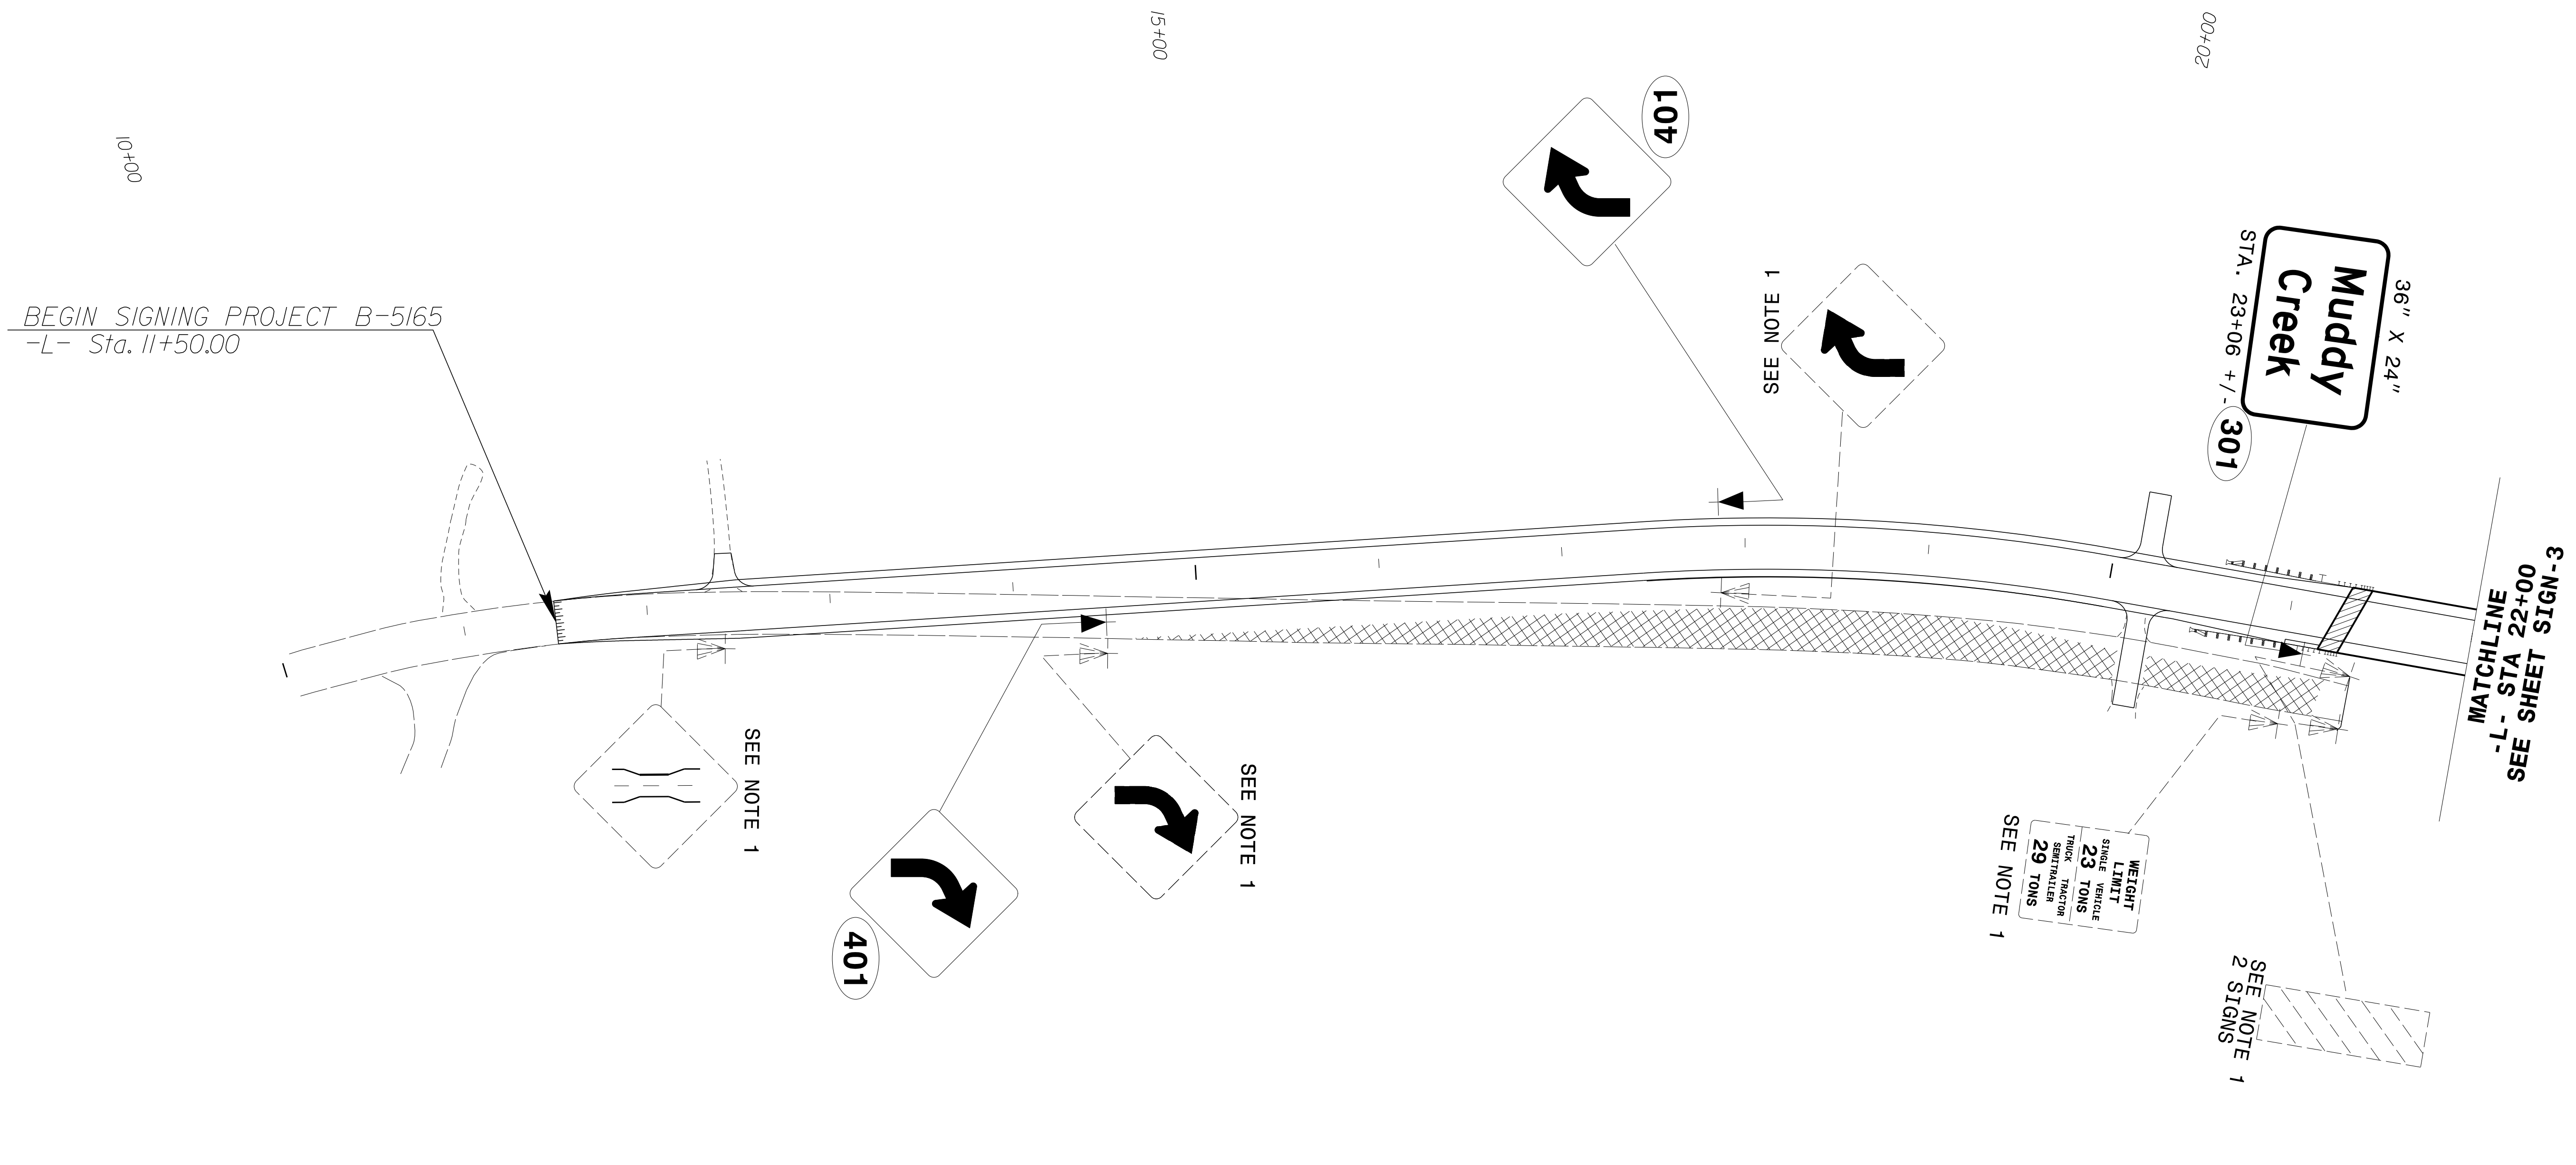 10+00
15+00
20+00
BEGIN SIGNING PROJECT B-5165
-L- Sta. 11+50.00
401
SEE NOTE 1
36" X 24"
Muddy
Creek
STA. 23+06 +/-
301
MATCHLINE
-L- STA 22+00
SEE SHEET SIGN-3
SEE NOTE 1
401
SEE NOTE 1
WEIGHT
LIMIT
SINGLE VEHICLE
23 TONS
TRUCK TRACTOR
SEMITRAILER
29 TONS
SEE NOTE 1
SEE NOTE 1
2 SIGNS